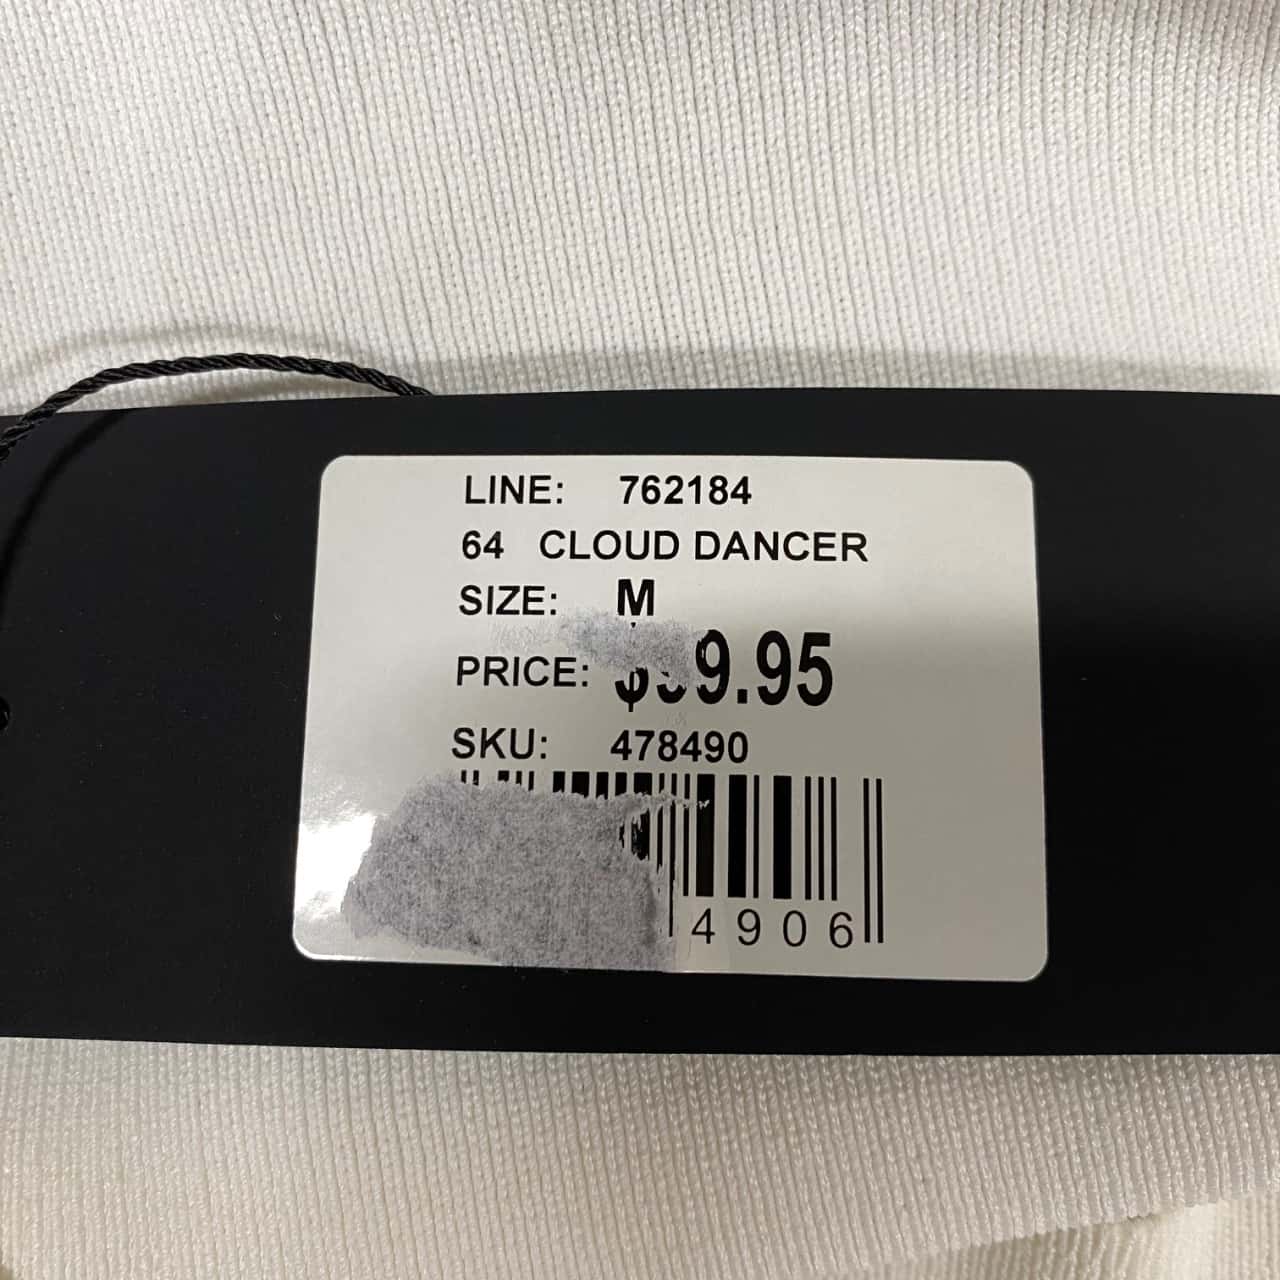 LINE: 762184
64 CLOUD DANCER
SIZE: M
PRICE:
SKU: 478490
4906